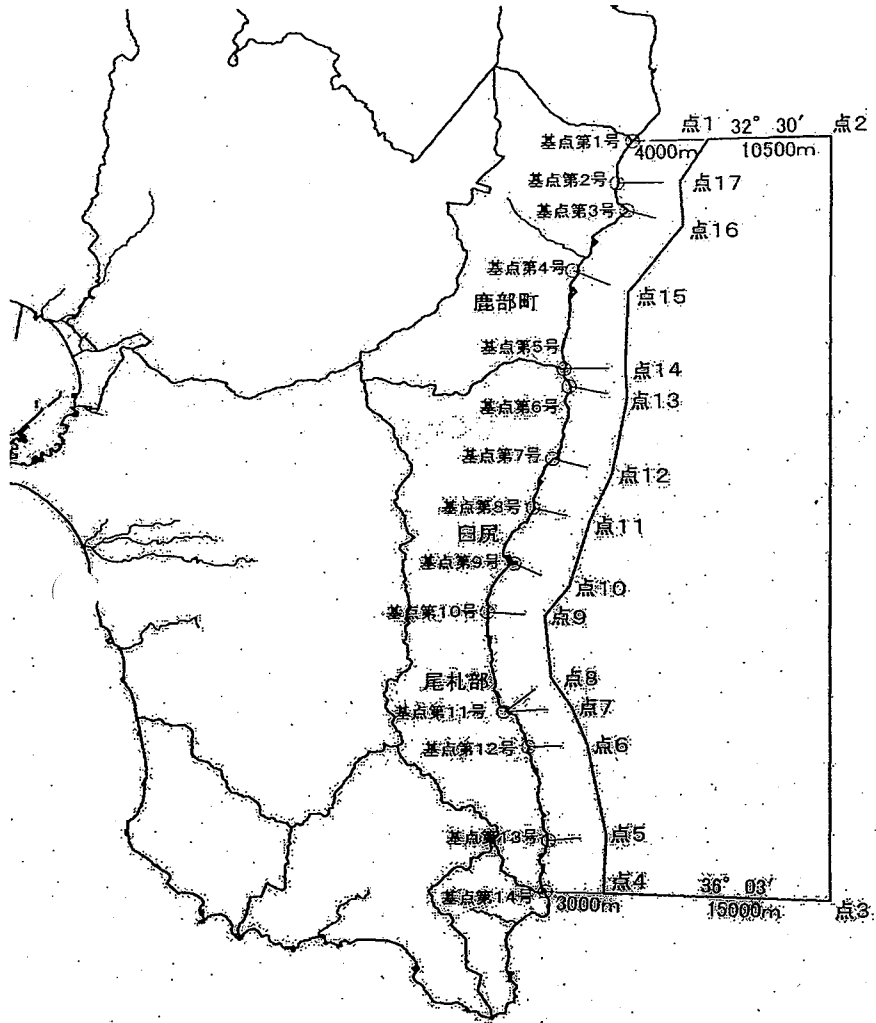 点1 32° 30′ 点2
基点第1号
4000m 10500m
基点第2号
点17
基点第3号
点16
基点第4号
点15
鹿部町
基点第5号
点14
基点第6号
点13
基点第7号
点12
基点第8号
点11
臼尻
基点第9号
点10
基点第10号
点9
尾札部
点8
基点第11号
点7
基点第12号
点6
基点第13号
点5
点4 36° 03′
基点第14号
3000m 15000m 点3